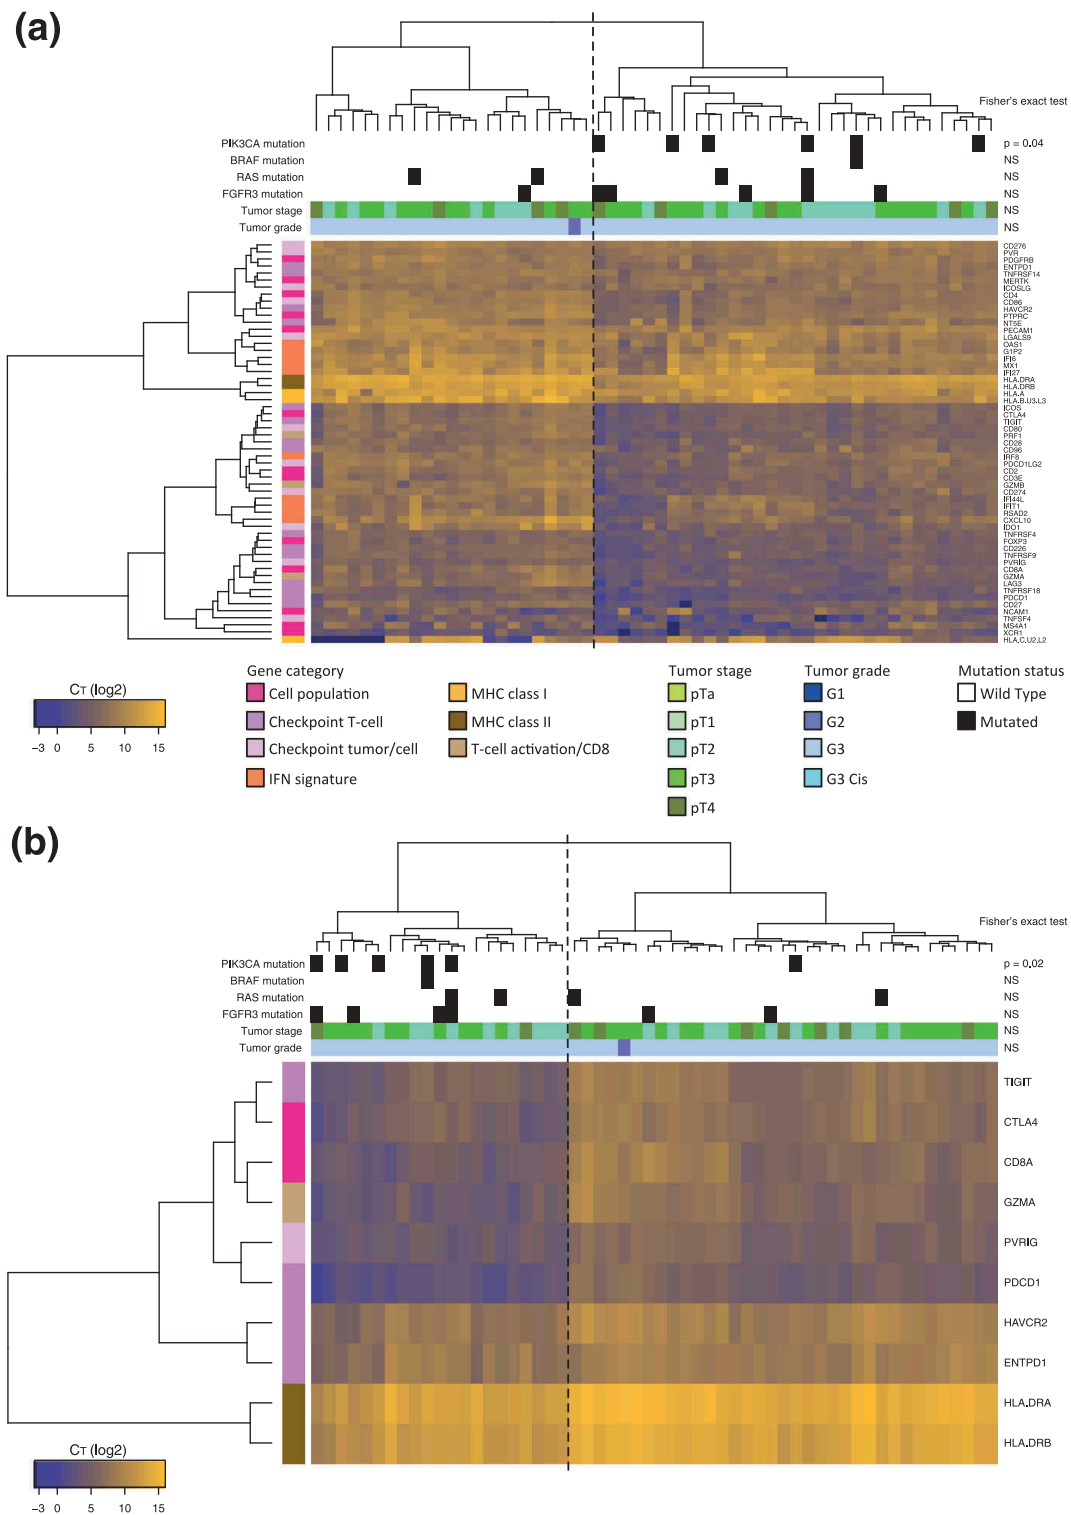 (a)
Fisher's exact test
PIK3CA mutation
p = 0.04
BRAF mutation
NS
RAS mutation
NS
FGFR3 mutation
NS
Tumor stage
NS
Tumor grade
NS
CD276
PVR
PDGFRB
ENTPD1
TNFRSF14
MERTK
ICOSLG
CD4
CD86
HAVCR2
PTPRC
NT5E
PECAM1
LGALS9
OAS1
G1P2
IFI6
MX1
IFI27
HLA.DRA
HLA.DRB
HLA.A
HLA.B.U3.L3
ICOS
CTLA4
TIGIT
CD80
PRF1
CD28
CD96
IRF8
PDCD1LG2
CD2
CD3E
GZMB
CD274
IFI44L
IFIT1
RSAD2
CXCL10
IDO1
TNFRSF4
FOXP3
CD226
TNFRSF9
PVRIG
CD8A
GZMA
LAG3
TNFRSF18
PDCD1
CD27
NCAM1
TNFSF4
MS4A1
XCR1
HLA.C.U2.L2
CT (log2)
−3 0 5 10 15
Gene category
Cell population
Checkpoint T-cell
Checkpoint tumor/cell
IFN signature
MHC class I
MHC class II
T-cell activation/CD8
Tumor stage
pTa
pT1
pT2
pT3
pT4
Tumor grade
G1
G2
G3
G3 Cis
Mutation status
Wild Type
Mutated
(b)
Fisher's exact test
PIK3CA mutation
p = 0.02
BRAF mutation
NS
RAS mutation
NS
FGFR3 mutation
NS
Tumor stage
NS
Tumor grade
NS
TIGIT
CTLA4
CD8A
GZMA
PVRIG
PDCD1
HAVCR2
ENTPD1
HLA.DRA
HLA.DRB
CT (log2)
−3 0 5 10 15